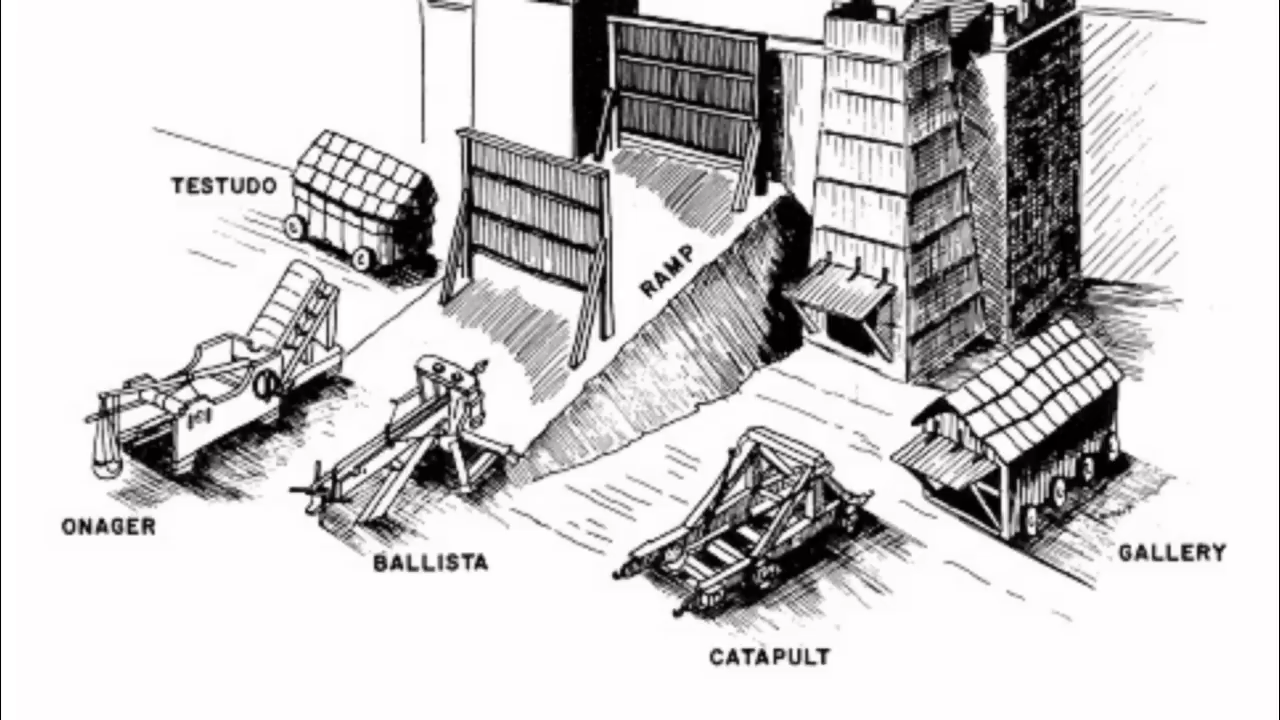 TESTUDO
RAMP
ONAGER
BALLISTA
GALLERY
CATAPULT